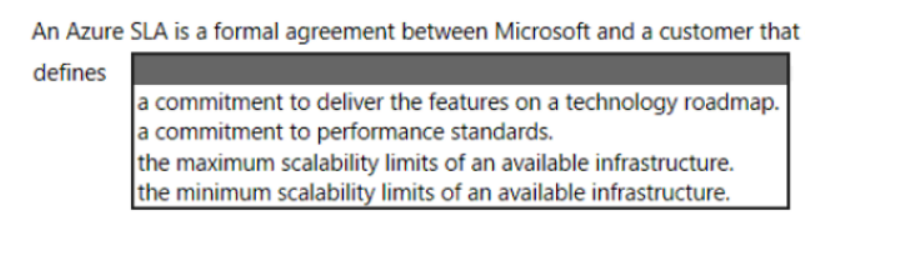 An Azure SLA is a formal agreement between Microsoft and a customer that
defines
a commitment to deliver the features on a technology roadmap.
a commitment to performance standards.
the maximum scalability limits of an available infrastructure.
the minimum scalability limits of an available infrastructure.